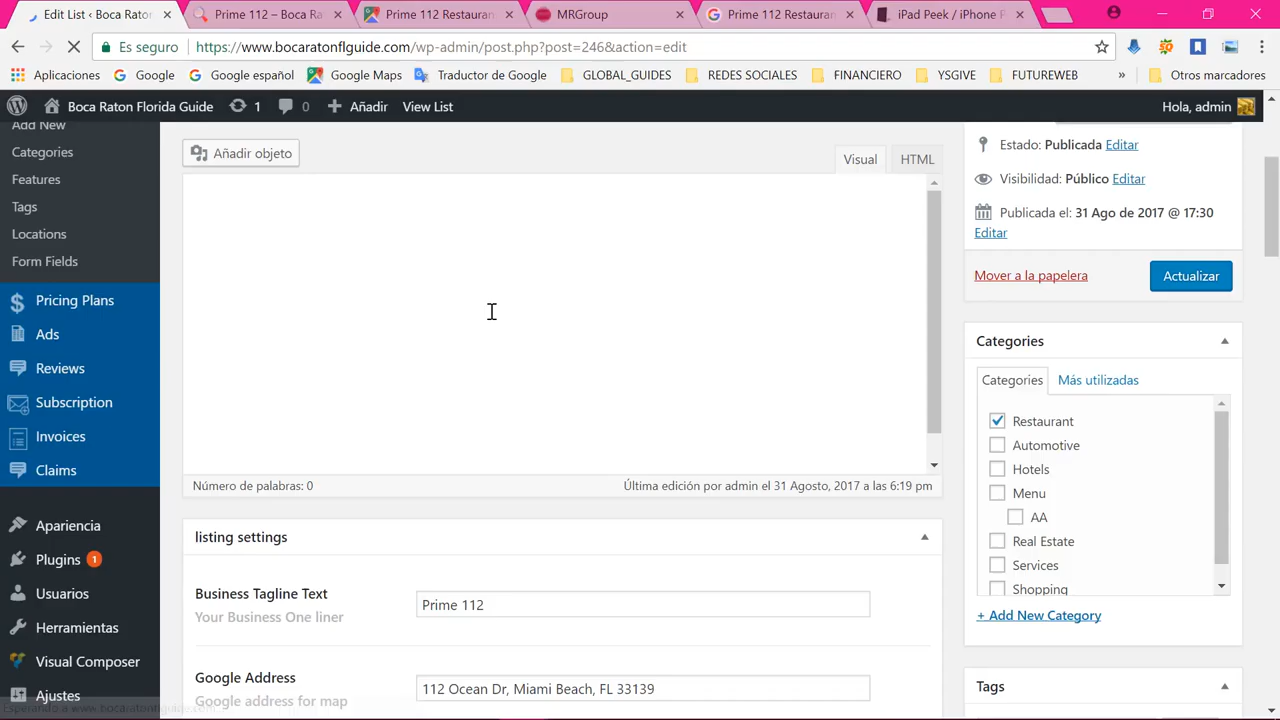 Edit List ‹ Boca Raton
Prime 112 – Boca Ra
Prime 112 Restauran
MRGroup
Prime 112 Restauran
iPad Peek / iPhone P
Es seguro
https://www.bocaratonflguide.com/wp-admin/post.php?post=246&action=edit
Aplicaciones
Google
Google español
Google Maps
Traductor de Google
GLOBAL_GUIDES
REDES SOCIALES
FINANCIERO
YSGIVE
FUTUREWEB
»
Otros marcadores
Boca Raton Florida Guide
1
0
Añadir
View List
Hola, admin
Add New
Categories
Features
Tags
Locations
Form Fields
Pricing Plans
Ads
Reviews
Subscription
Invoices
Claims
Apariencia
Plugins 1
Usuarios
Herramientas
Visual Composer
Ajustes
Esperando a www.bocaratonflguide.com...
Añadir objeto
Visual
HTML
Número de palabras: 0
Última edición por admin el 31 Agosto, 2017 a las 6:19 pm
listing settings
Business Tagline Text
Your Business One liner
Prime 112
Google Address
Google address for map
112 Ocean Dr, Miami Beach, FL 33139
Estado: Publicada Editar
Visibilidad: Público Editar
Publicada el: 31 Ago de 2017 @ 17:30
Editar
Mover a la papelera
Actualizar
Categories
Categories
Más utilizadas
Restaurant
Automotive
Hotels
Menu
AA
Real Estate
Services
Shopping
+ Add New Category
Tags